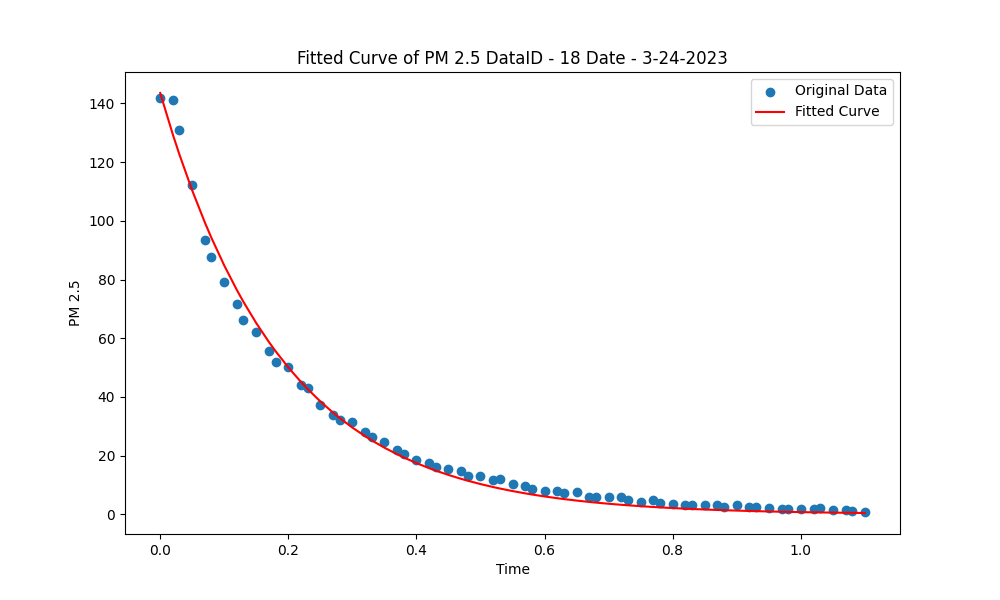 Fitted Curve of PM 2.5 DataID - 18 Date - 3-24-2023
Original Data
Fitted Curve
140
120
100
80
60
40
20
0
PM 2.5
0.0 0.2 0.4 0.6 0.8 1.0
Time